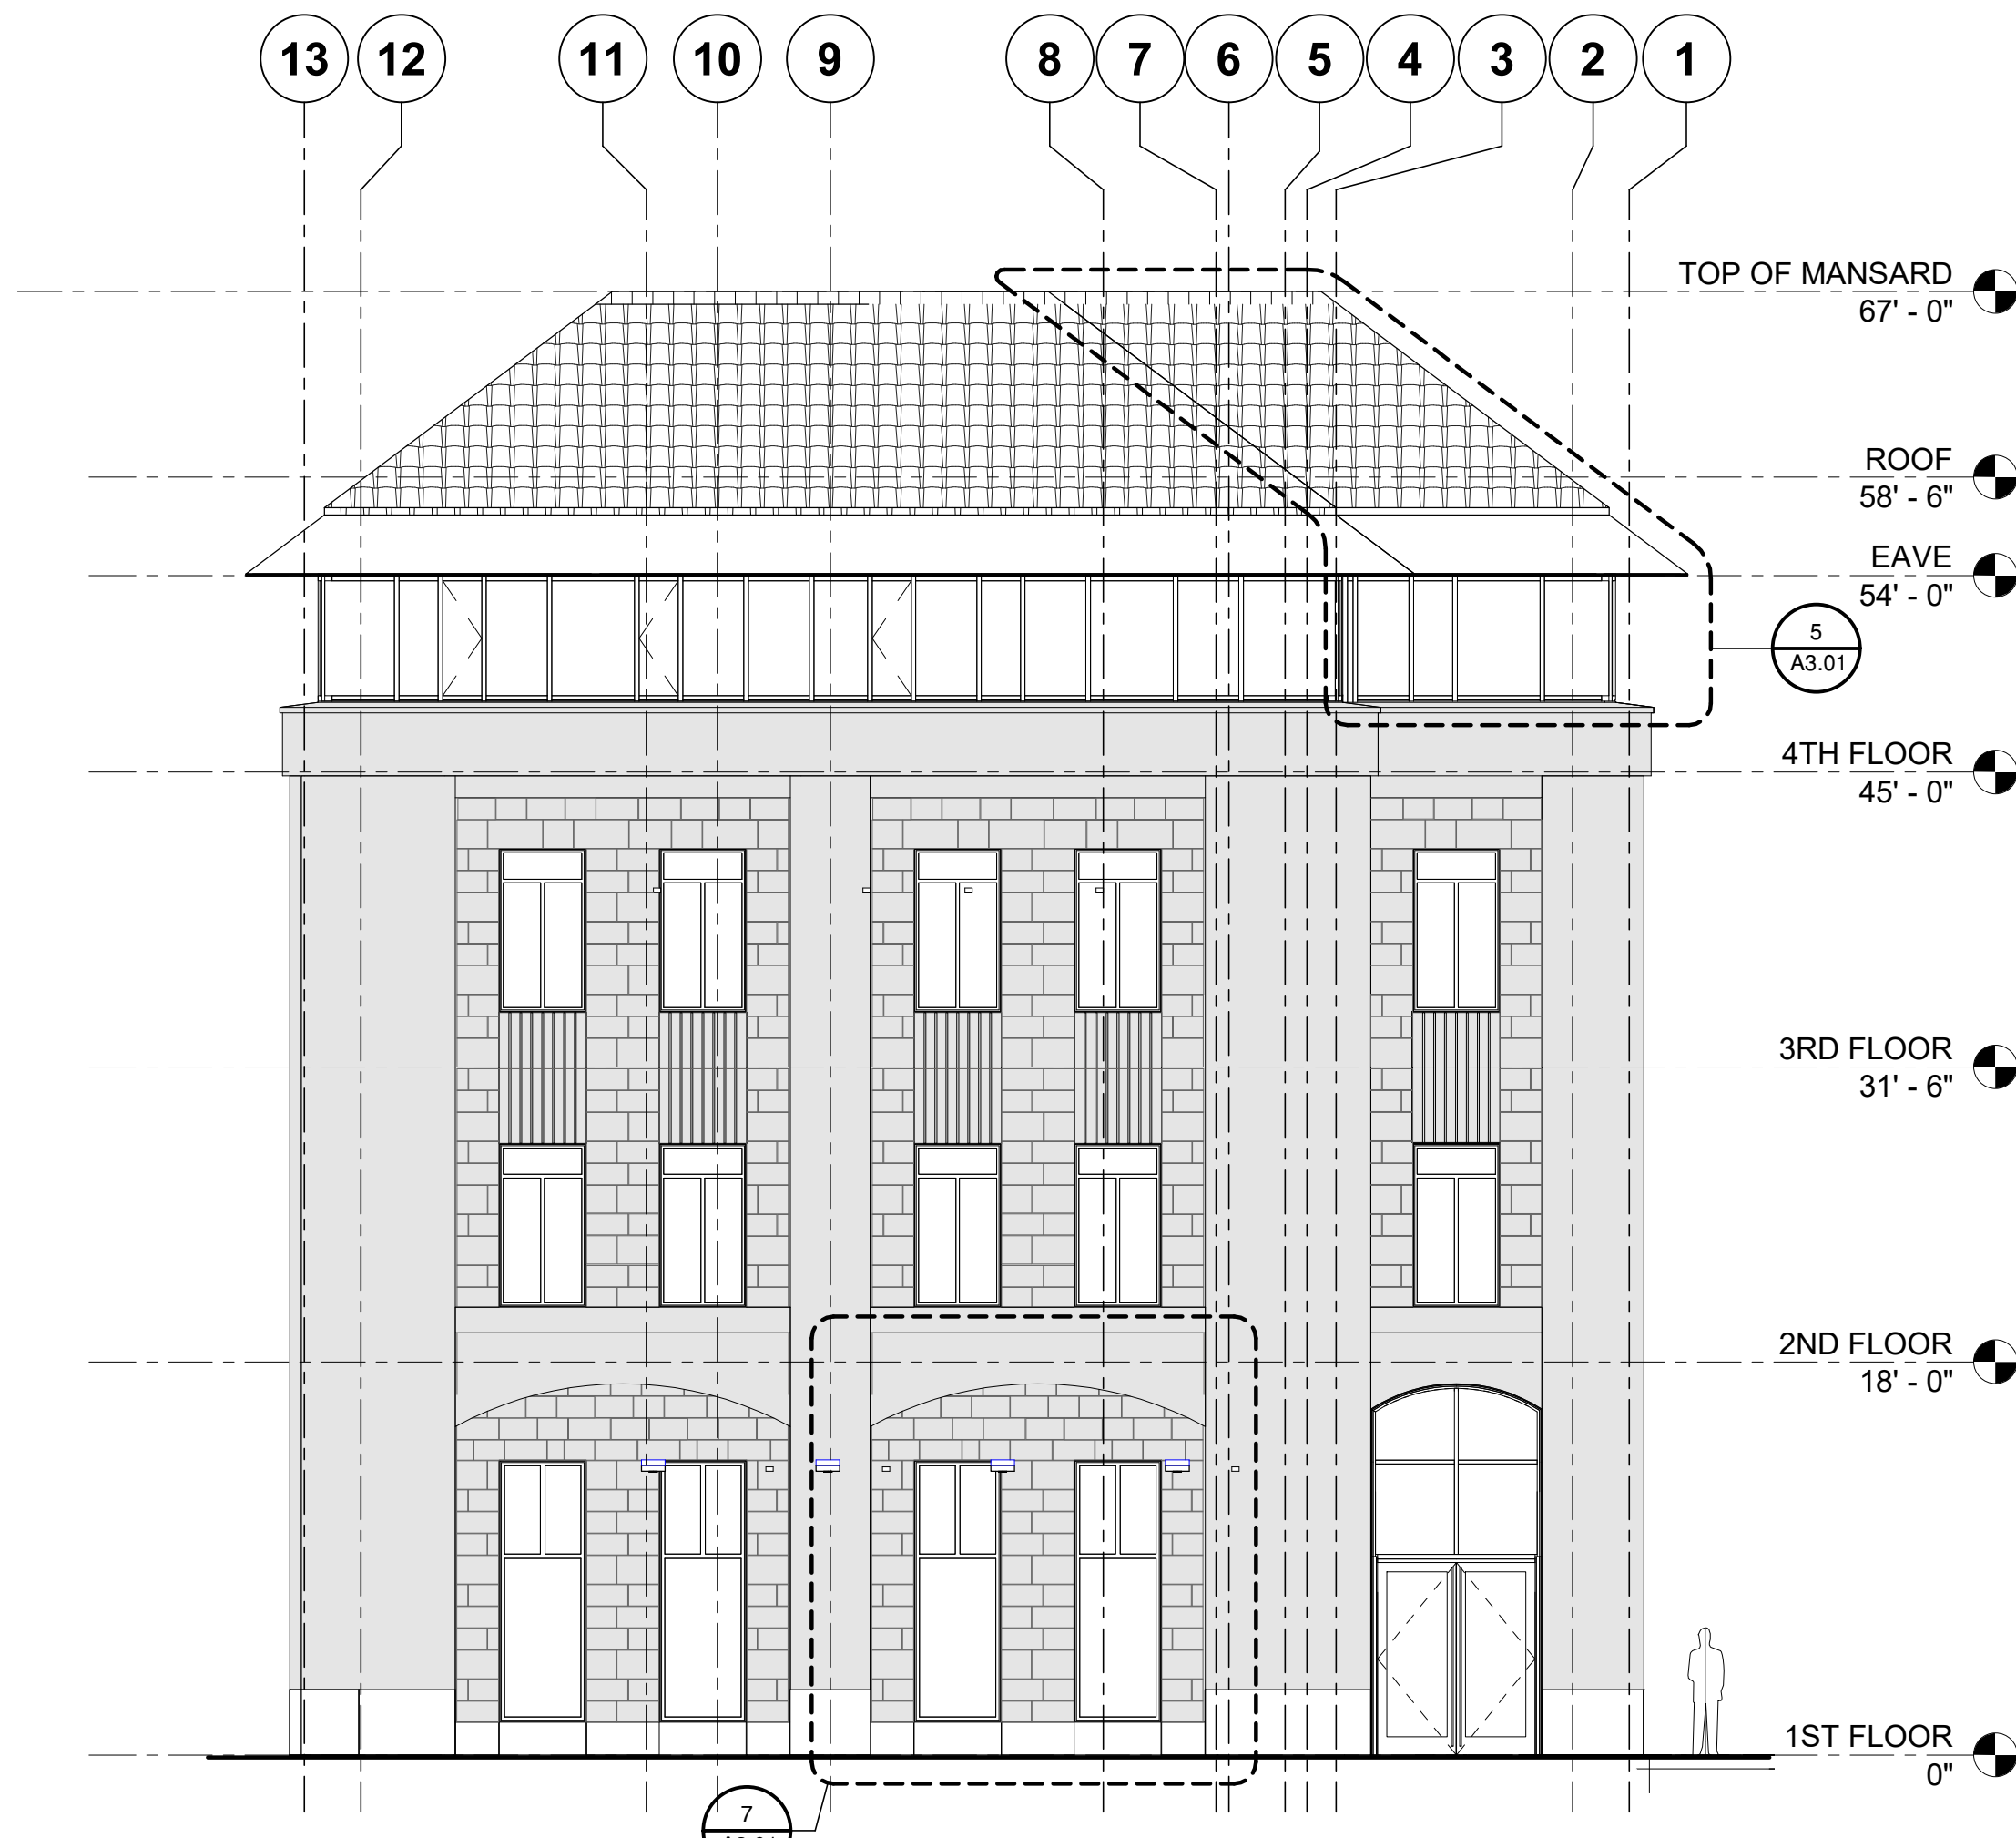 13 12 11 10 9 8 7 6 5 4 3 2 1
TOP OF MANSARD
67' - 0"
ROOF
58' - 6"
EAVE
54' - 0"
5
A3.01
4TH FLOOR
45' - 0"
3RD FLOOR
31' - 6"
2ND FLOOR
18' - 0"
1ST FLOOR
0"
7